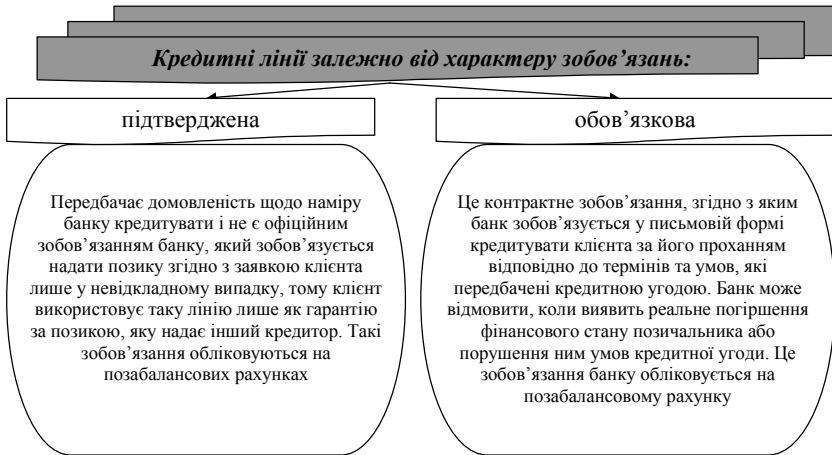 Кредитні лінії залежно від характеру зобов’язань:
підтверджена
обов’язкова
Передбачає домовленість щодо наміру
банку кредитувати і не є офіційним
зобов’язанням банку, який зобов’язується
надати позику згідно з заявкою клієнта
лише у невідкладному випадку, тому клієнт
використовує таку лінію лише як гарантію
за позикою, яку надає інший кредитор. Такі
зобов’язання обліковуються на
позабалансових рахунках
Це контрактне зобов’язання, згідно з яким
банк зобов’язується у письмовій формі
кредитувати клієнта за його проханням
відповідно до термінів та умов, які
передбачені кредитною угодою. Банк може
відмовити, коли виявить реальне погіршення
фінансового стану позичальника або
порушення ним умов кредитної угоди. Це
зобов’язання банку обліковується на
позабалансовому рахунку